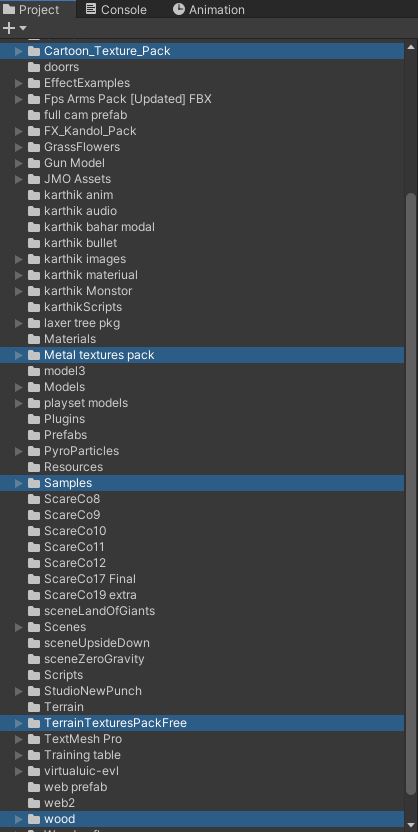 Project Console Animation
Cartoon_Texture_Pack
doorrs
EffectExamples
Fps Arms Pack [Updated] FBX
full cam prefab
FX_Kandol_Pack
GrassFlowers
Gun Model
JMO Assets
karthik anim
karthik audio
karthik bahar modal
karthik bullet
karthik images
karthik materiual
karthik Monstor
karthikScripts
laxer tree pkg
Materials
Metal textures pack
model3
Models
playset models
Plugins
Prefabs
PyroParticles
Resources
Samples
ScareCo8
ScareCo9
ScareCo10
ScareCo11
ScareCo12
ScareCo17 Final
ScareCo19 extra
sceneLandOfGiants
Scenes
sceneUpsideDown
sceneZeroGravity
Scripts
StudioNewPunch
Terrain
TerrainTexturesPackFree
TextMesh Pro
Training table
virtualuic-evl
web prefab
web2
wood